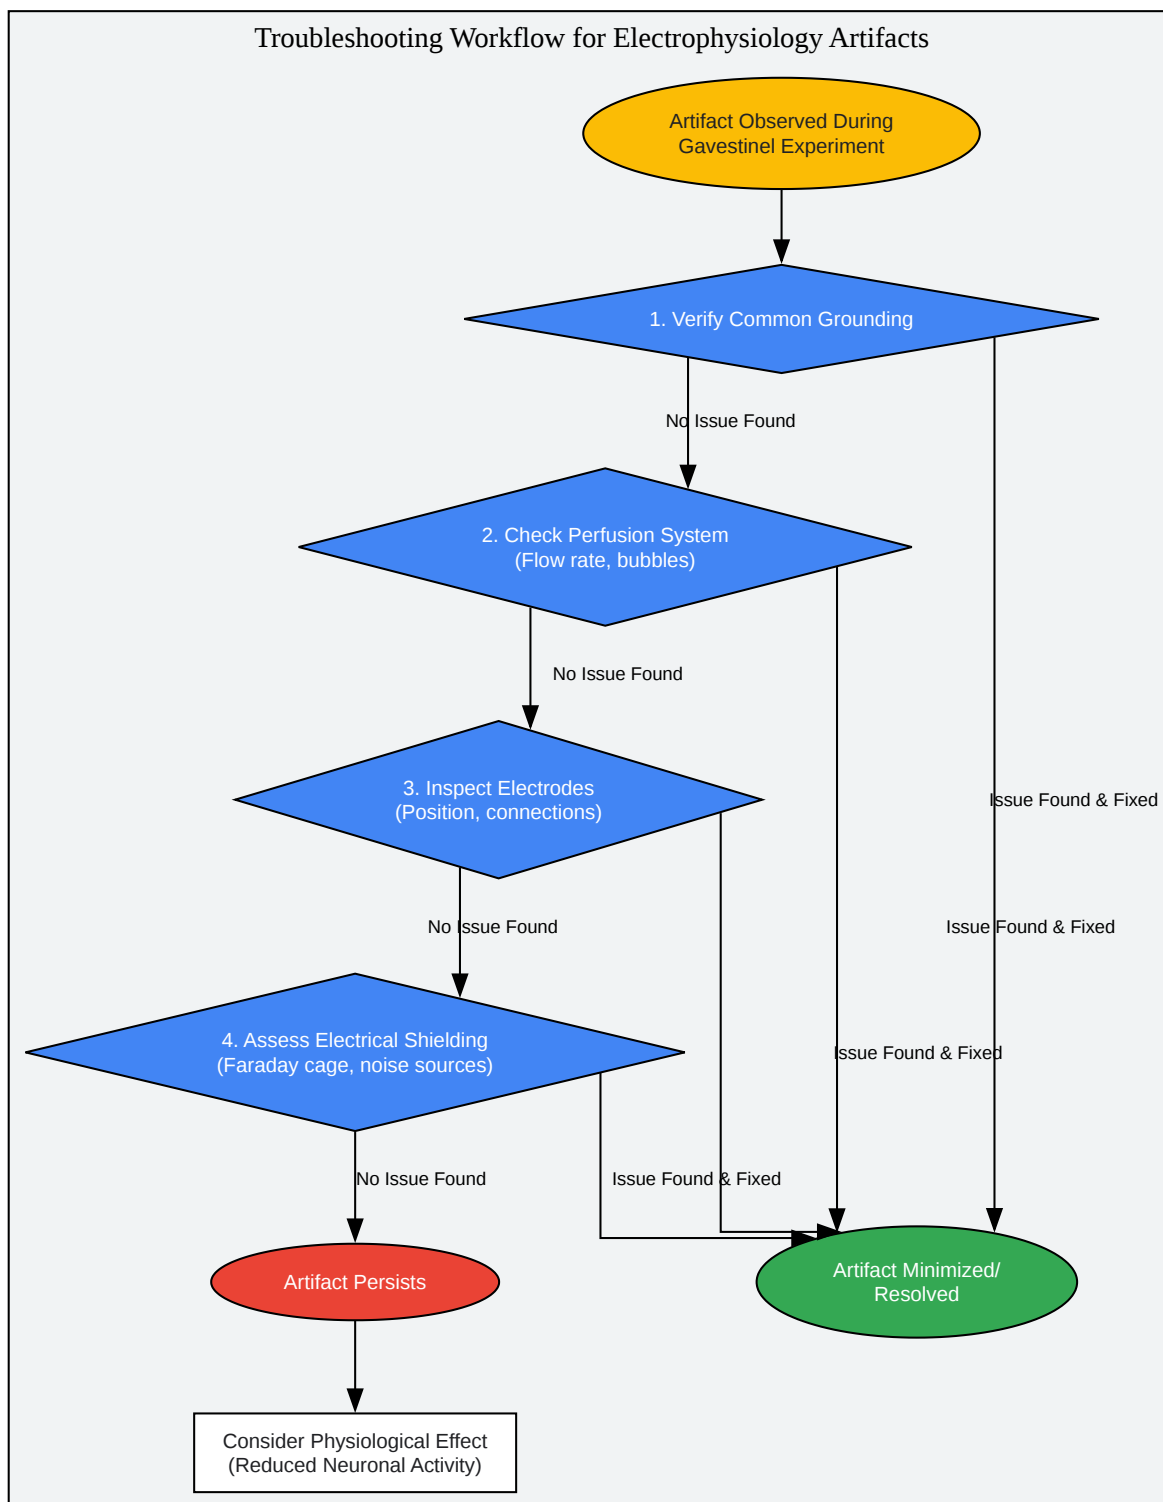 Troubleshooting Workflow for Electrophysiology Artifacts
Artifact Observed During
Gavestinel Experiment
1. Verify Common Grounding
No Issue Found
2. Check Perfusion System
(Flow rate, bubbles)
No Issue Found
3. Inspect Electrodes
(Position, connections)
Issue Found & Fixed
No Issue Found
Issue Found & Fixed
4. Assess Electrical Shielding
(Faraday cage, noise sources)
Issue Found & Fixed
No Issue Found
Issue Found & Fixed
Artifact Persists
Artifact Minimized/
Resolved
Consider Physiological Effect
(Reduced Neuronal Activity)